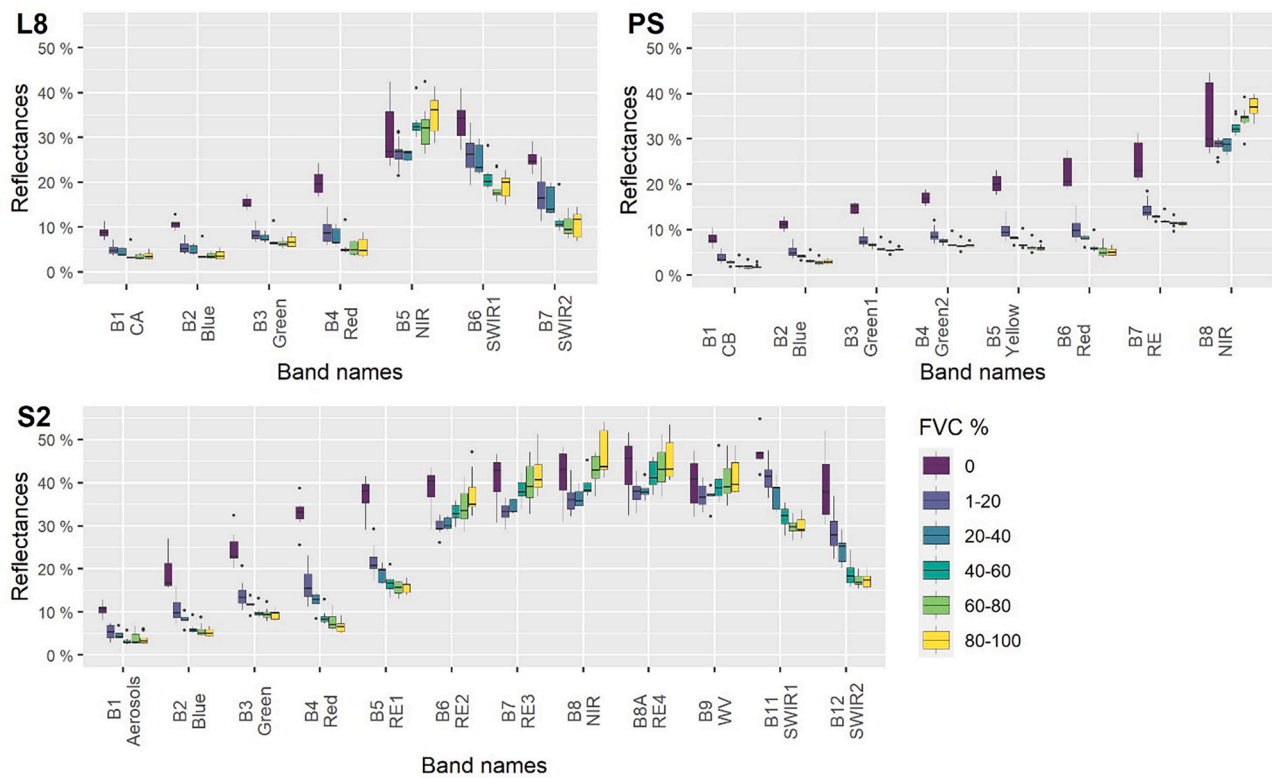 L8
Reflectances
50 %
40 %
30 %
20 %
10 %
0 %
B1 CA
B2 Blue
B3 Green
B4 Red
B5 NIR
B6 SWIR1
B7 SWIR2
Band names
PS
Reflectances
50 %
40 %
30 %
20 %
10 %
0 %
B1 CB
B2 Blue
B3 Green1
B4 Green2
B5 Yellow
B6 Red
B7 RE
B8 NIR
Band names
S2
Reflectances
50 %
40 %
30 %
20 %
10 %
0 %
B1 Aerosols
B2 Blue
B3 Green
B4 Red
B5 RE1
B6 RE2
B7 RE3
B8 NIR
B8A RE4
B9 WV
B11 SWIR1
B12 SWIR2
Band names
FVC %
0
1-20
20-40
40-60
60-80
80-100